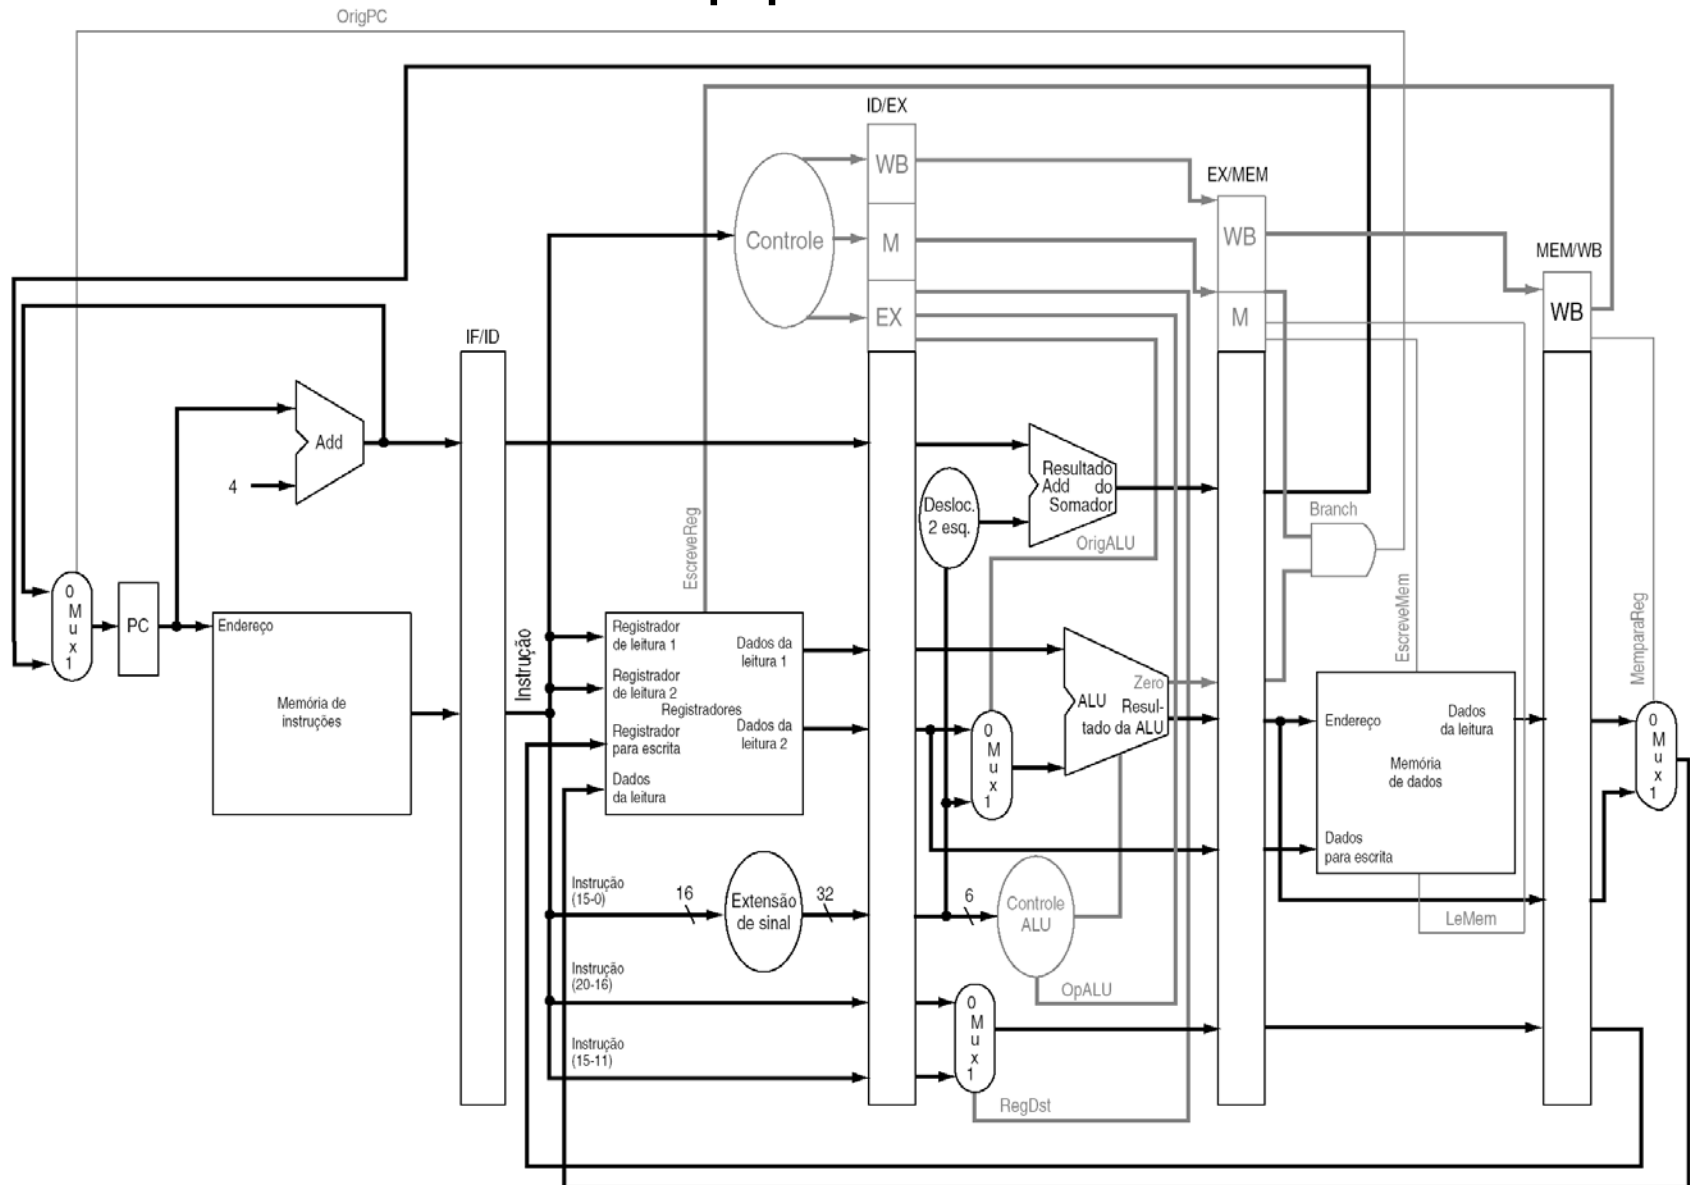 OrigPC
ID/EX
WB
EX/MEM
Controle
M
WB
MEM/WB
EX
M
WB
IF/ID
Add
4
Resultado
Add do
Somador
Desloc.
2 esq.
OrigALU
Branch
EscreveReg
EscreveMem
MemparaReg
0
M
u
x
1
PC
Endereço
Memória de
instruções
Instrução
Registrador
de leitura 1
Registrador
de leitura 2
Registradores
Registrador
para escrita
Dados
da leitura
Dados da
leitura 1
Dados da
leitura 2
0
M
u
x
1
Zero
ALU
Resul-
tado da ALU
Endereço
Dados
da leitura
Memória
de dados
Dados
para escrita
0
M
u
x
1
Instrução
(15-0)
16
Extensão
de sinal
32
6
Controle
ALU
LeMem
Instrução
(20-16)
OpALU
0
M
u
x
1
Instrução
(15-11)
RegDst